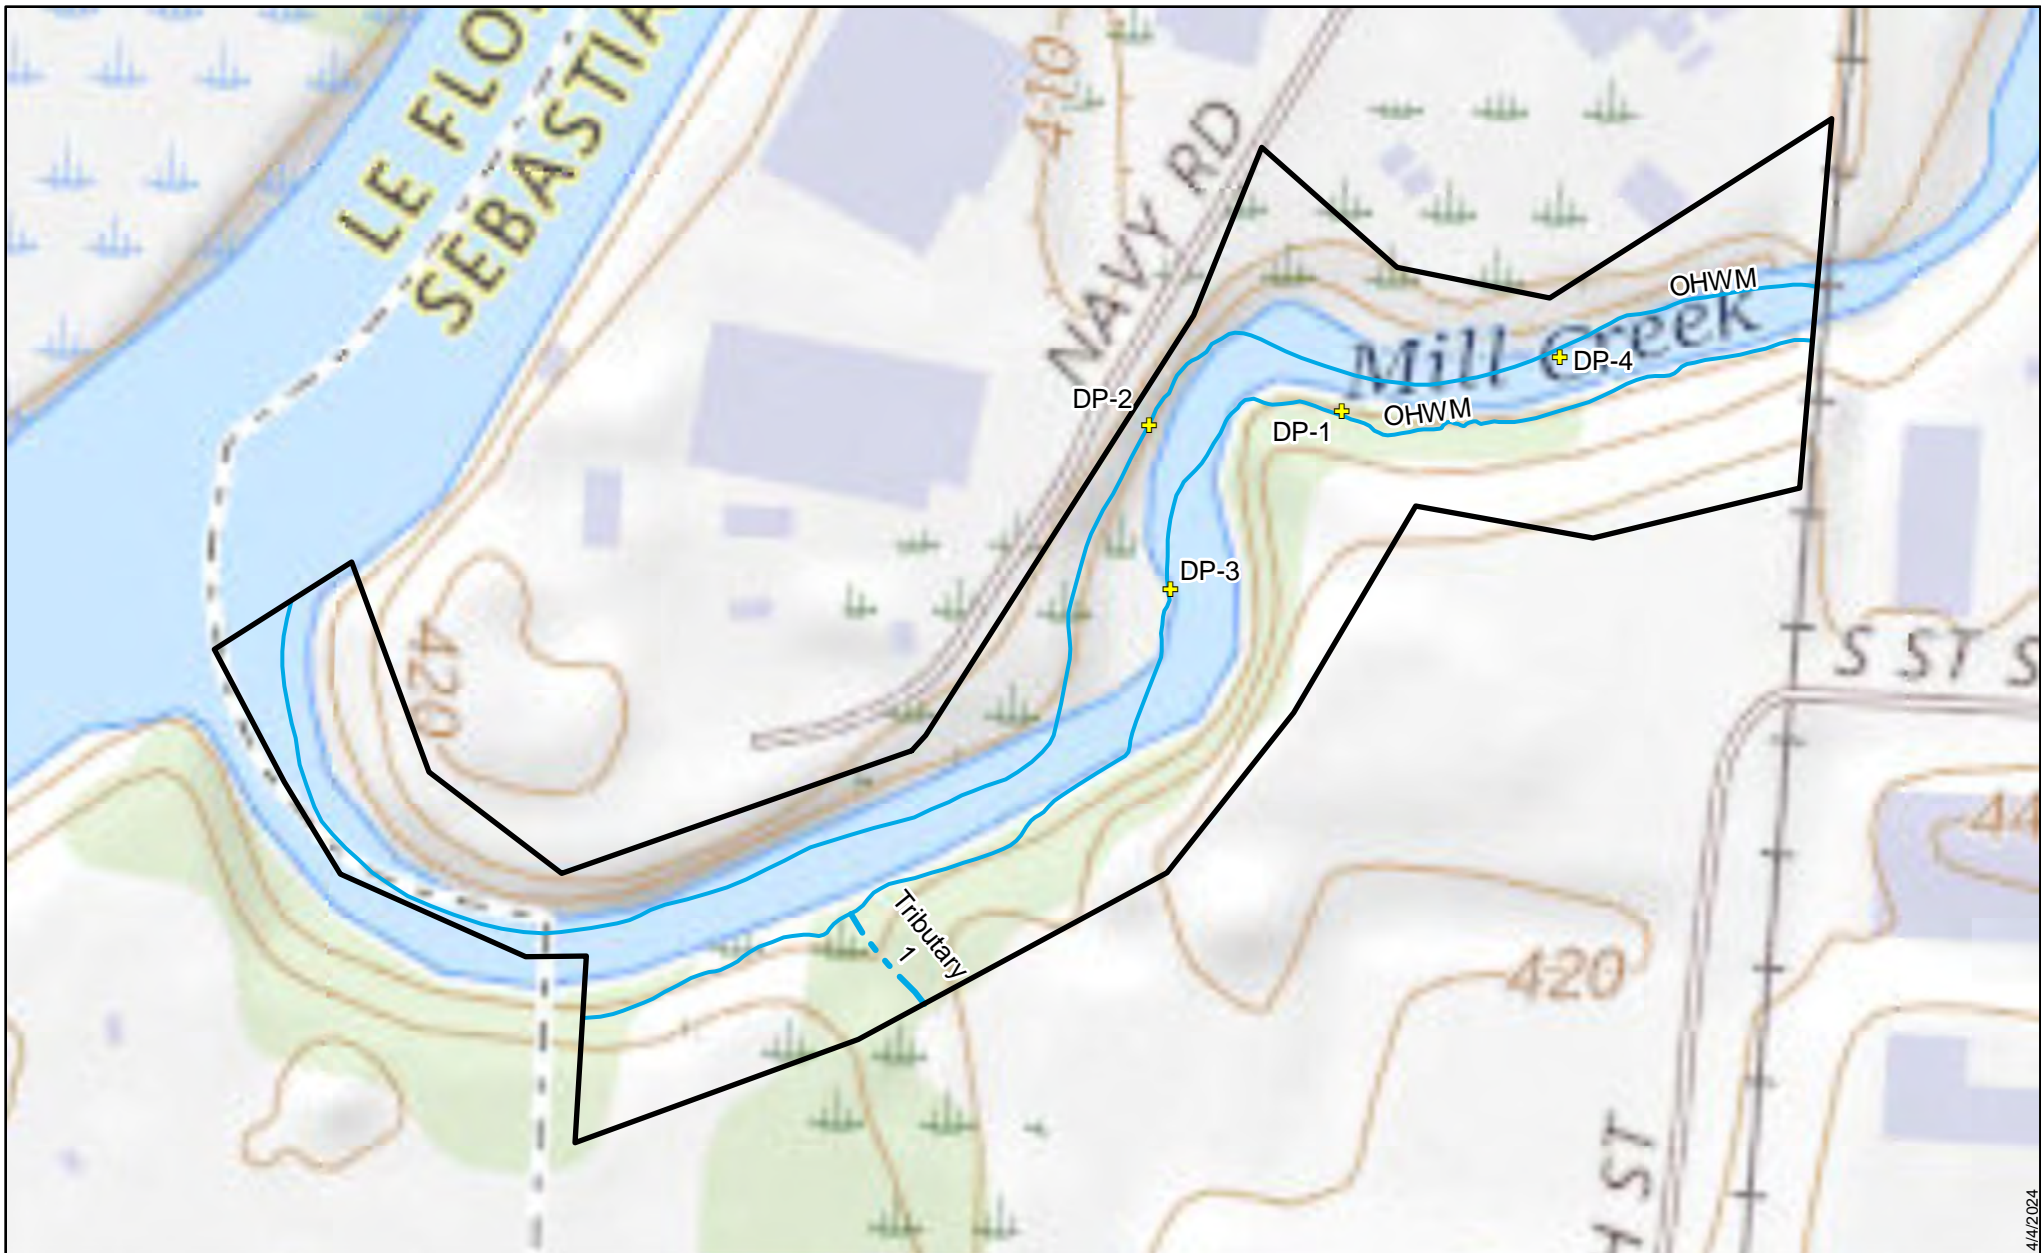 LE FLO
SEBASTIA
410
NAVY RD
OHWM
Mill Creek
DP-4
DP-2
OHWM
DP-1
DP-3
420
S ST S
44
Tributary
1
420
H ST
4/4/2024